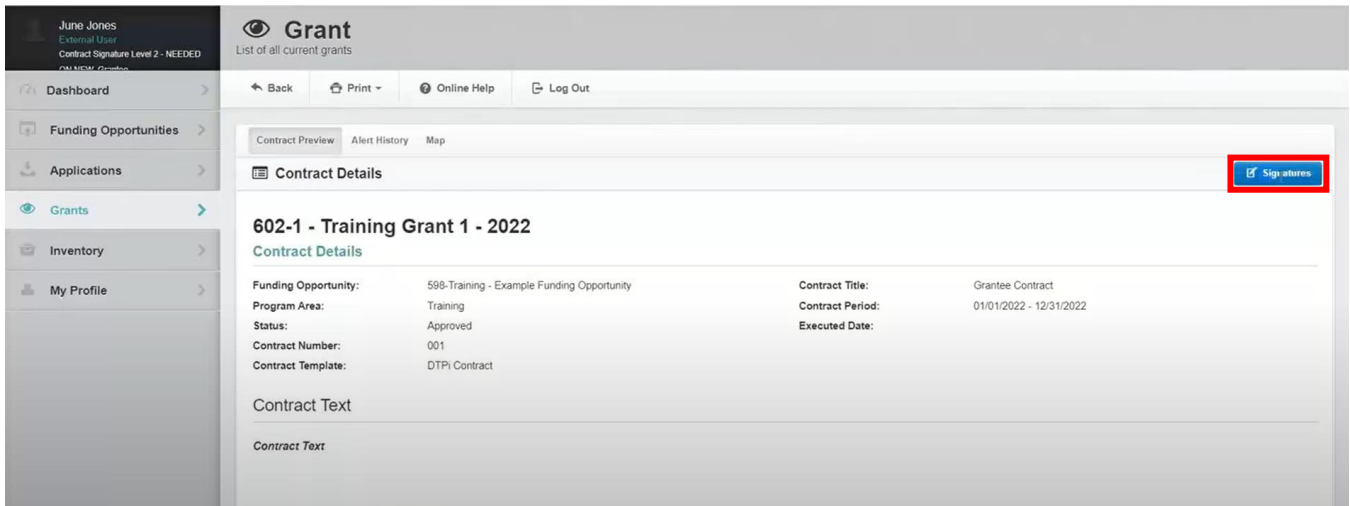 June Jones
External User
Contract Signature Level 2 - NEEDED
ON NEW, Grantee
Grant
List of all current grants
Back
Print
Online Help
Log Out
Dashboard
Funding Opportunities
Applications
Grants
Inventory
My Profile
Contract Preview
Alert History
Map
Contract Details
Signatures
602-1 - Training Grant 1 - 2022
Contract Details
Funding Opportunity: 598-Training - Example Funding Opportunity
Contract Title: Grantee Contract
Program Area: Training
Contract Period: 01/01/2022 - 12/31/2022
Status: Approved
Executed Date:
Contract Number: 001
Contract Template: DTPi Contract
Contract Text
Contract Text